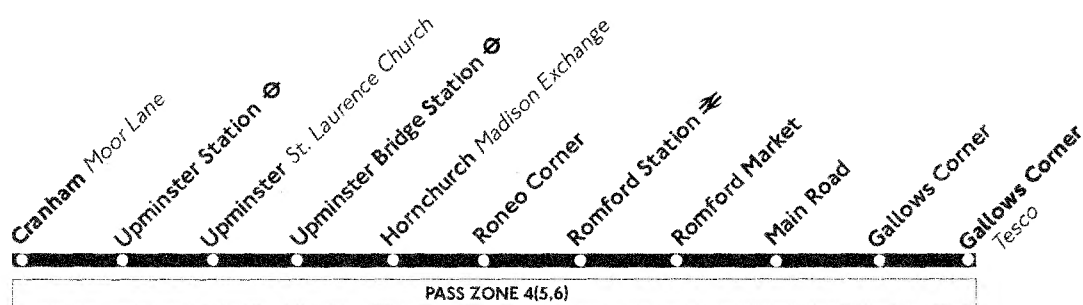 Cranham Moor Lane
Upminster Station
Upminster St. Laurence Church
Upminster Bridge Station
Hornchurch Madison Exchange
Roneo Corner
Romford Station
Romford Market
Main Road
Gallows Corner
Gallows Corner
Tesco
PASS ZONE 4(5,6)